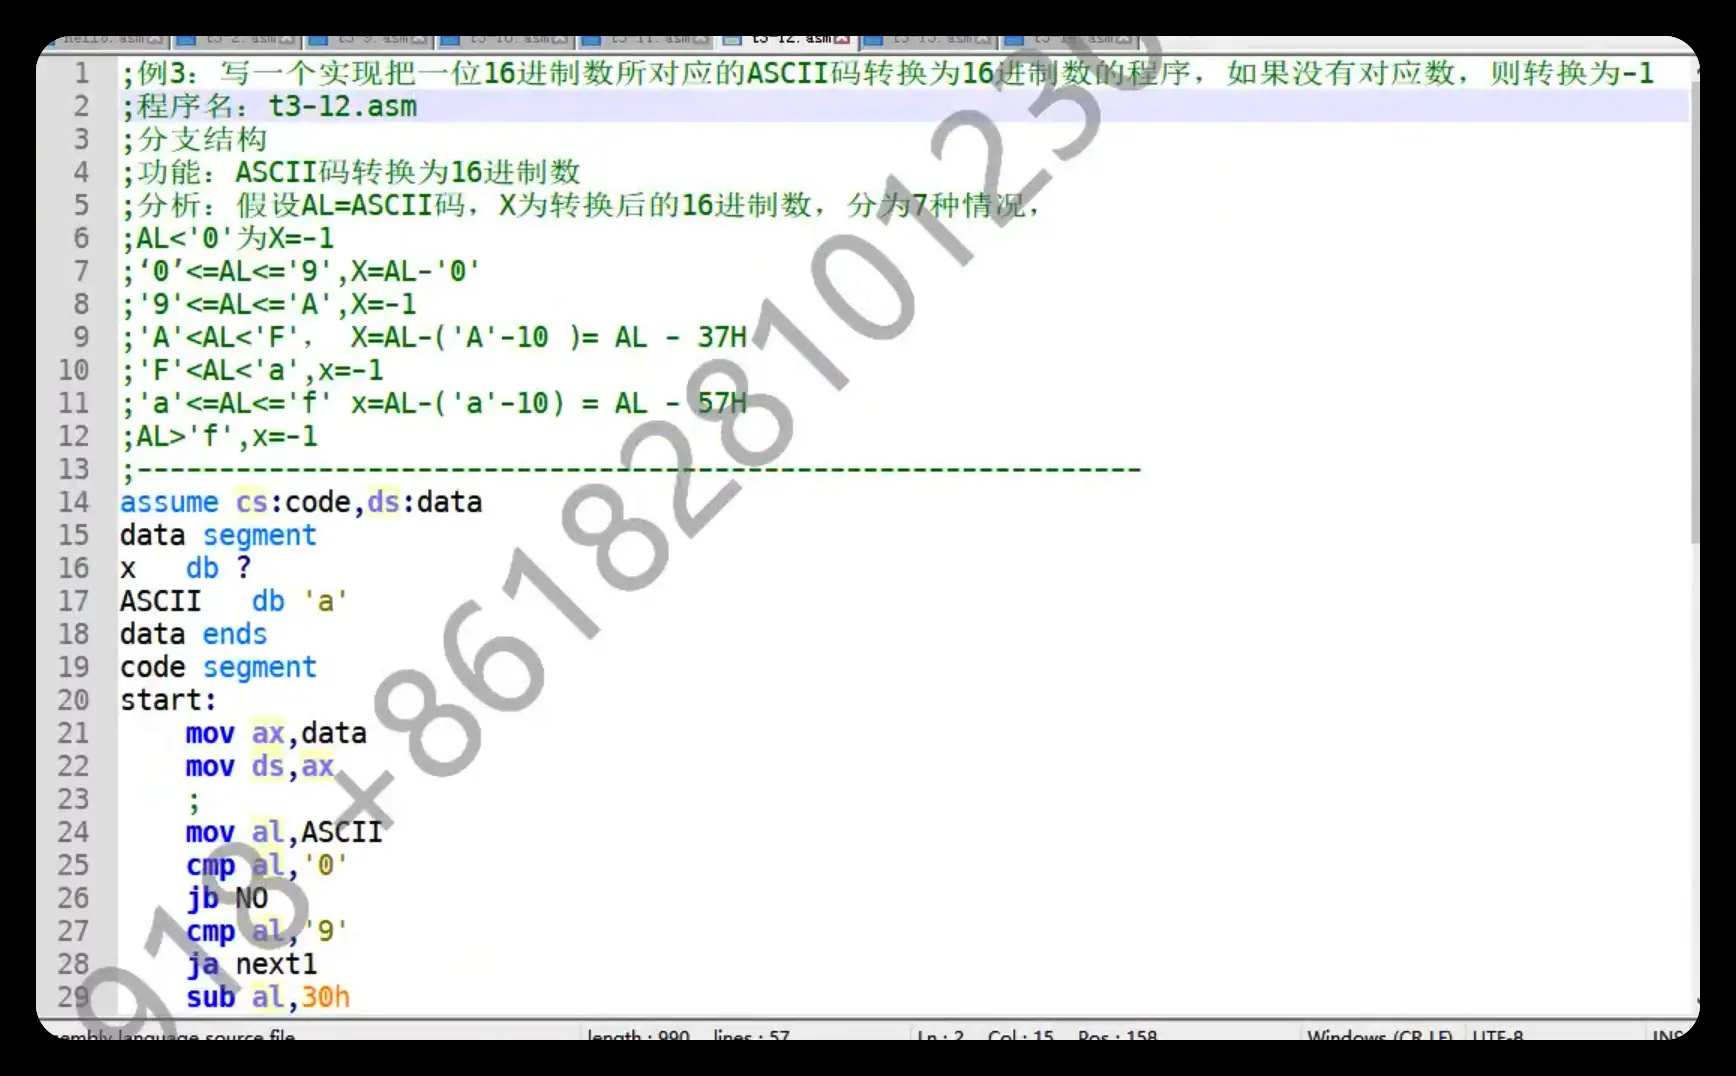 hello.asm t3-2.asm t3-9.asm t3-10.asm t3-11.asm t3-12.asm t3-13.asm
1 ;例3：写一个实现把一位16进制数所对应的ASCII码转换为16进制数的程序，如果没有对应数，则转换为-1
2 ;程序名：t3-12.asm
3 ;分支结构
4 ;功能：ASCII码转换为16进制数
5 ;分析：假设AL=ASCII码，X为转换后的16进制数，分为7种情况，
6 ;AL<'0'为X=-1
7 ;‘0’<=AL<='9',X=AL-'0'
8 ;'9'<=AL<='A',X=-1
9 ;'A'<AL<'F'， X=AL-('A'-10 )= AL - 37H
10 ;'F'<AL<'a',x=-1
11 ;'a'<=AL<='f' x=AL-('a'-10) = AL - 57H
12 ;AL>'f',x=-1
13 ;-------------------------------------------------------------
14 assume cs:code,ds:data
15 data segment
16 x db ?
17 ASCII db 'a'
18 data ends
19 code segment
20 start:
21 mov ax,data
22 mov ds,ax
23 ;
24 mov al,ASCII
25 cmp al,'0'
26 jb NO
27 cmp al,'9'
28 ja next1
29 sub al,30h
918 +861828101230
language source file length : 990 lines : 57 Ln : 2 Col : 15 Pos : 158 Windows (CR LF) UTF-8 INS